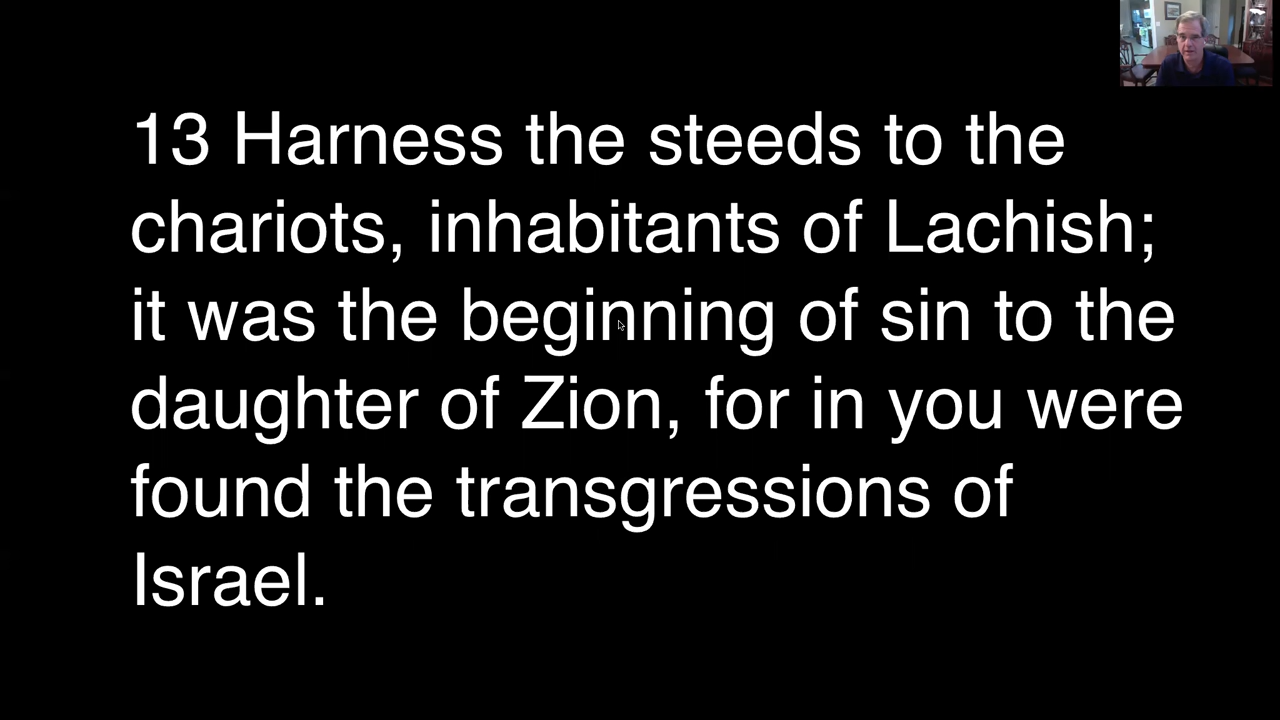 13 Harness the steeds to the
chariots, inhabitants of Lachish;
it was the beginning of sin to the
daughter of Zion, for in you were
found the transgressions of
Israel.